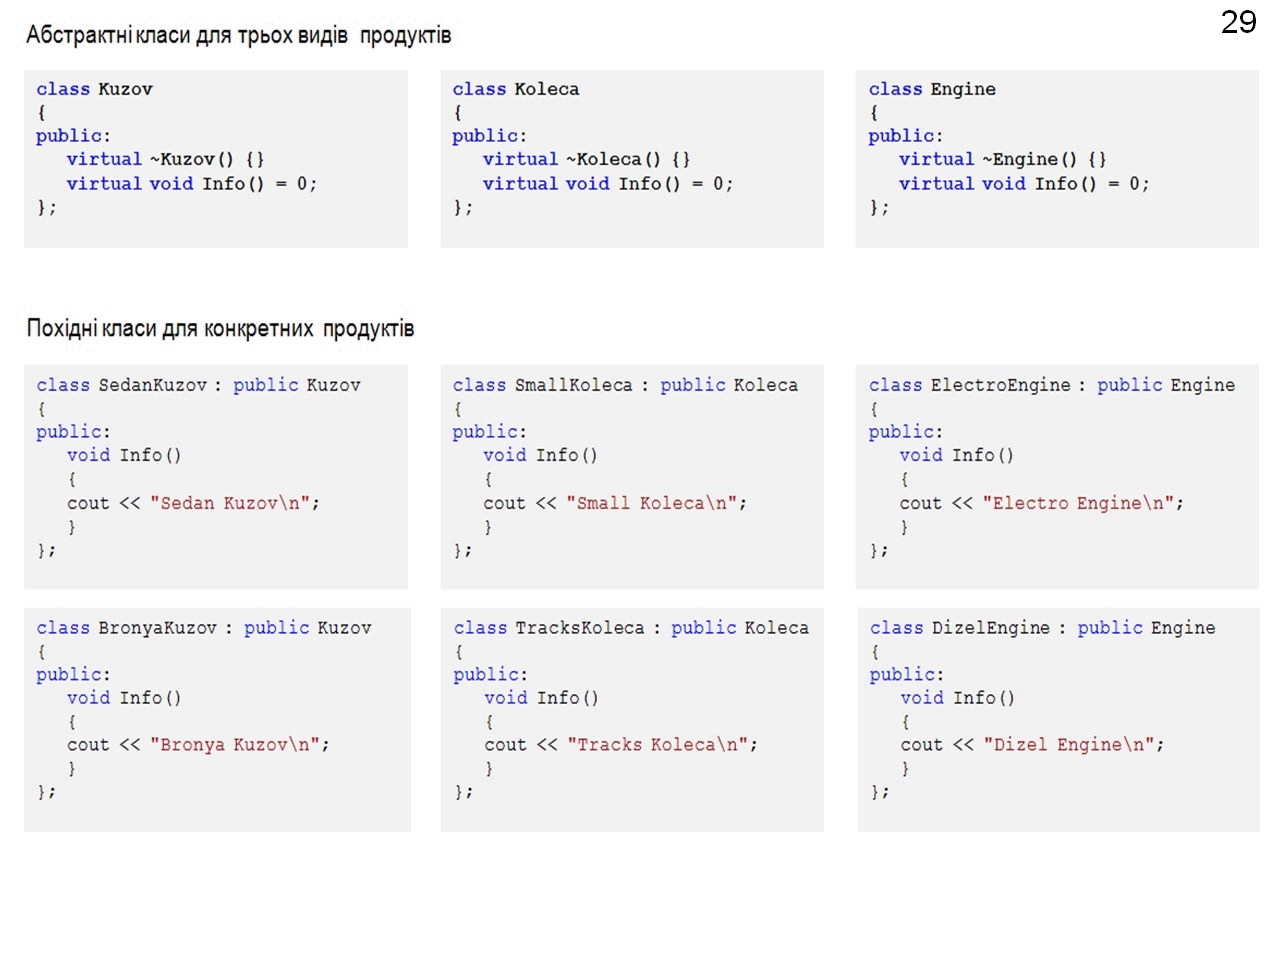 29
Абстрактні класи для трьох видів продуктів
class Kuzov
{
public:
virtual ~Kuzov() {}
virtual void Info() = 0;
};
class Koleca
{
public:
virtual ~Koleca() {}
virtual void Info() = 0;
};
class Engine
{
public:
virtual ~Engine() {}
virtual void Info() = 0;
};
Похідні класи для конкретних продуктів
class SedanKuzov : public Kuzov
{
public:
void Info()
{
cout << "Sedan Kuzov\n";
}
};
class SmallKoleca : public Koleca
{
public:
void Info()
{
cout << "Small Koleca\n";
}
};
class ElectroEngine : public Engine
{
public:
void Info()
{
cout << "Electro Engine\n";
}
};
class BronyaKuzov : public Kuzov
{
public:
void Info()
{
cout << "Bronya Kuzov\n";
}
};
class TracksKoleca : public Koleca
{
public:
void Info()
{
cout << "Tracks Koleca\n";
}
};
class DizelEngine : public Engine
{
public:
void Info()
{
cout << "Dizel Engine\n";
}
};